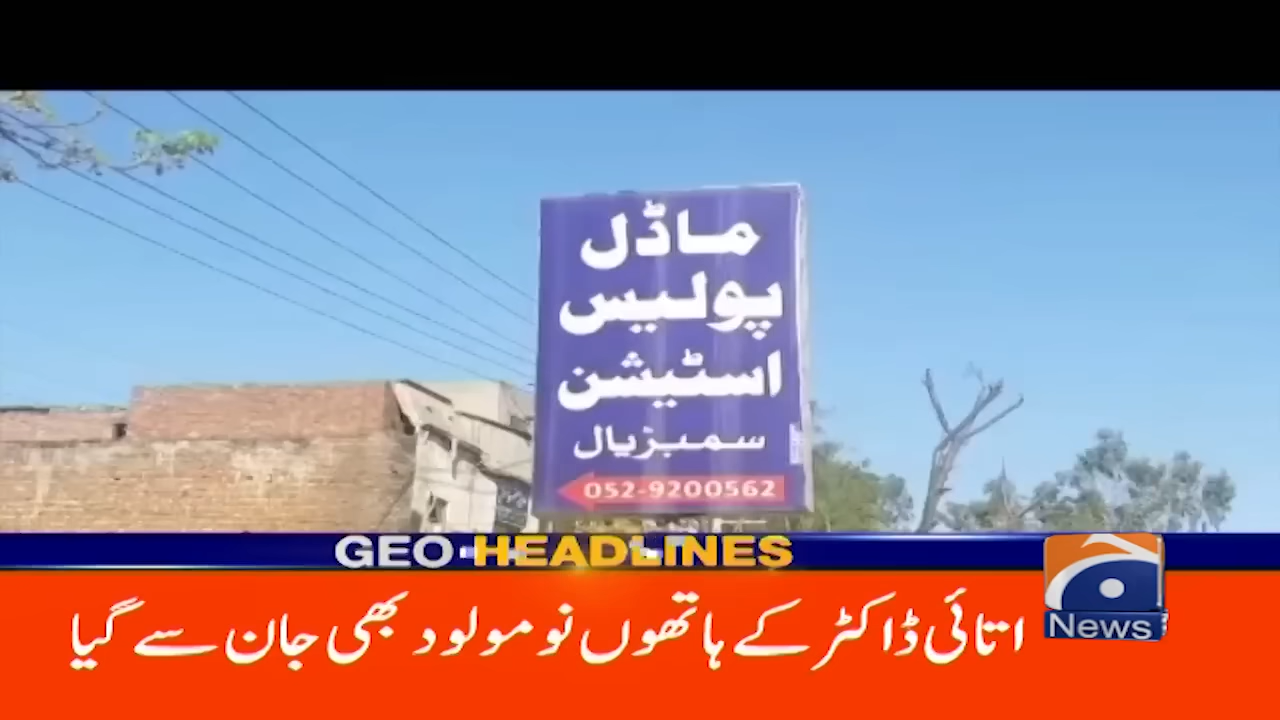 ماڈل
پولیس
اسٹیشن
سمبڑیال
052-9200562
GEO HEADLINES
اتائی ڈاکٹر کے ہاتھوں نومولود بھی جان سے گیا
News